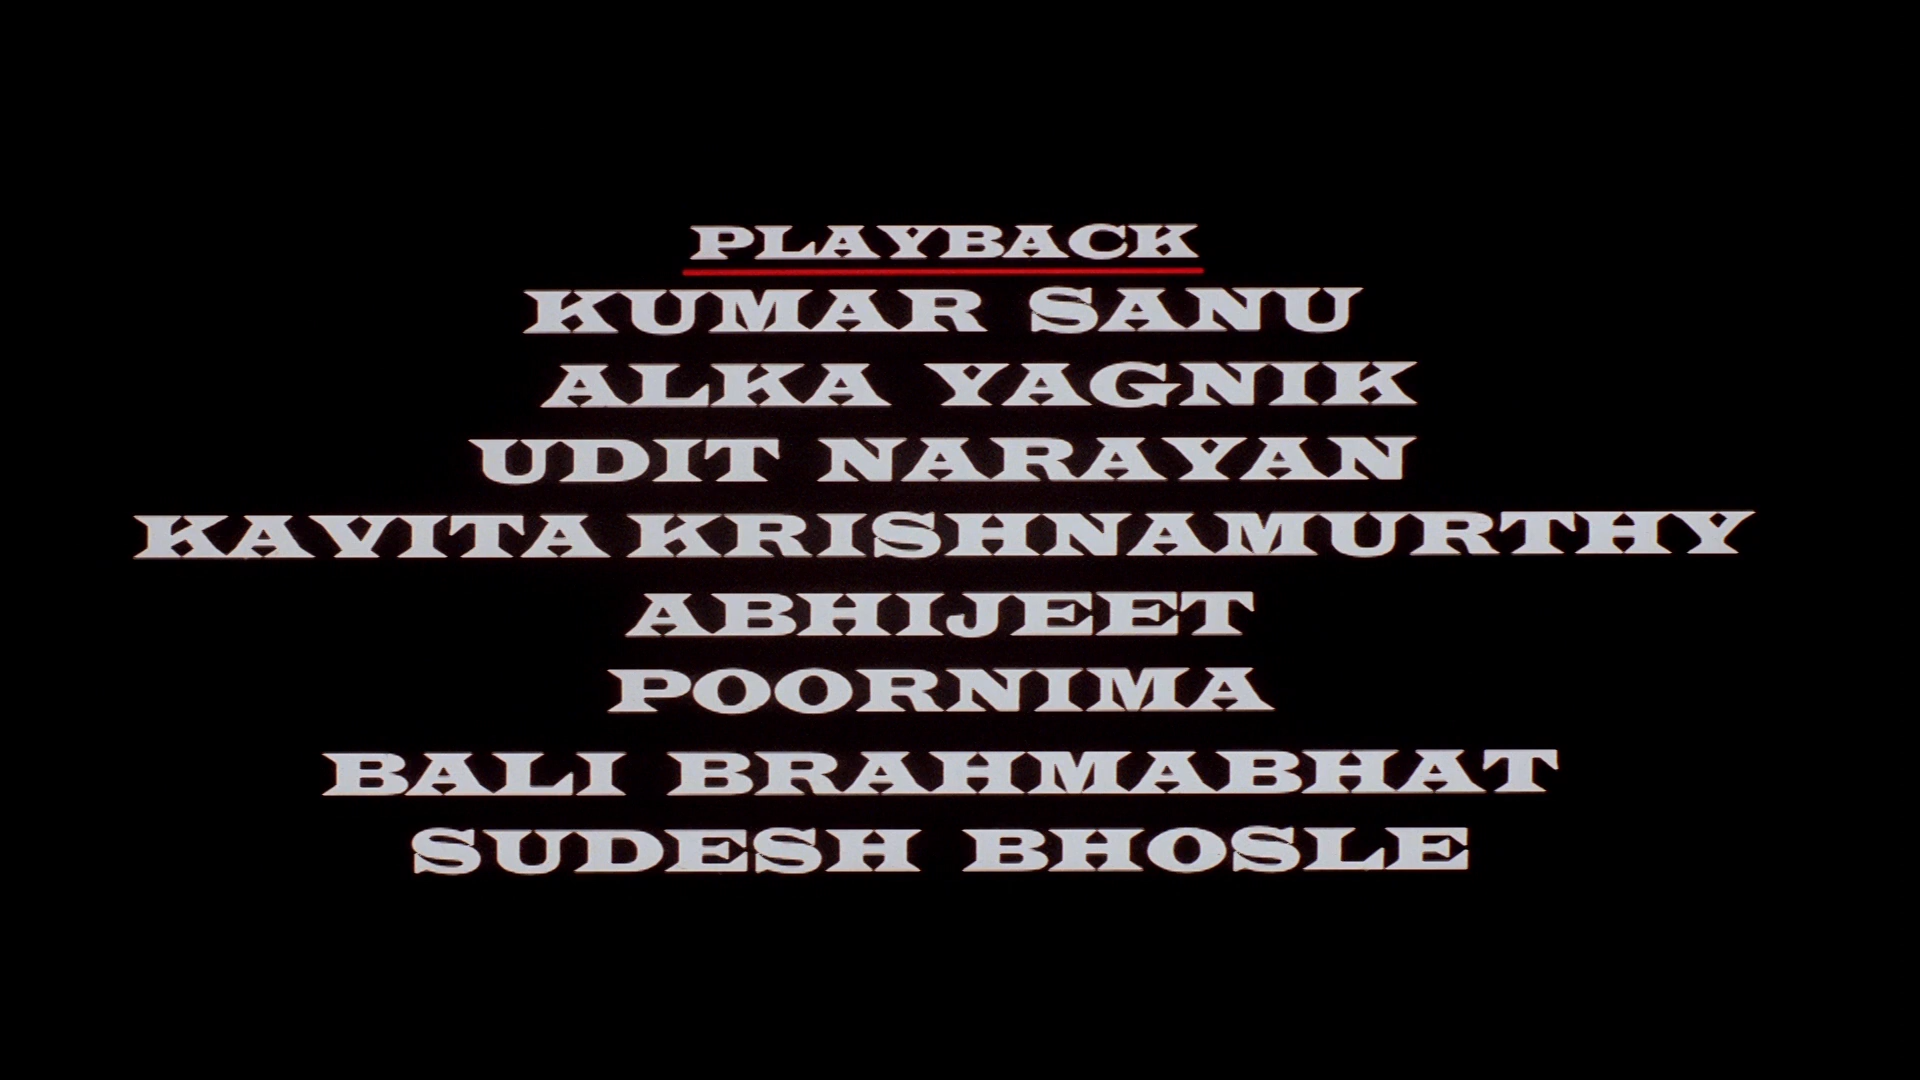 PLAYBACK
KUMAR SANU
ALKA YAGNIK
UDIT NARAYAN
KAVITA KRISHNAMURTHY
ABHIJEET
POORNIMA
BALI BRAHMABHAT
SUDESH BHOSLE